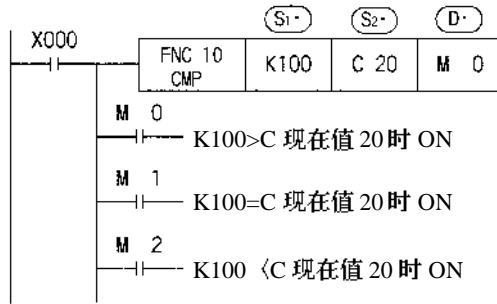 S1· S2· D·
X000
FNC 10 CMP K100 C 20 M 0
M 0
K100>C 现在值 20 时 ON
M 1
K100=C 现在值 20 时 ON
M 2
K100〈C 现在值 20 时 ON